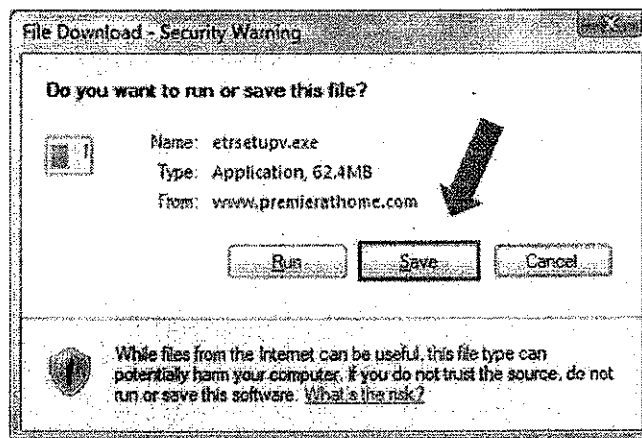 File Download - Security Warning
Do you want to run or save this file?
Name: etrsetupv.exe
Type: Application, 62.4MB
From: www.premierathome.com
Run Save Cancel
While files from the Internet can be useful, this file type can
potentially harm your computer. If you do not trust the source, do not
run or save this software. What's the risk?